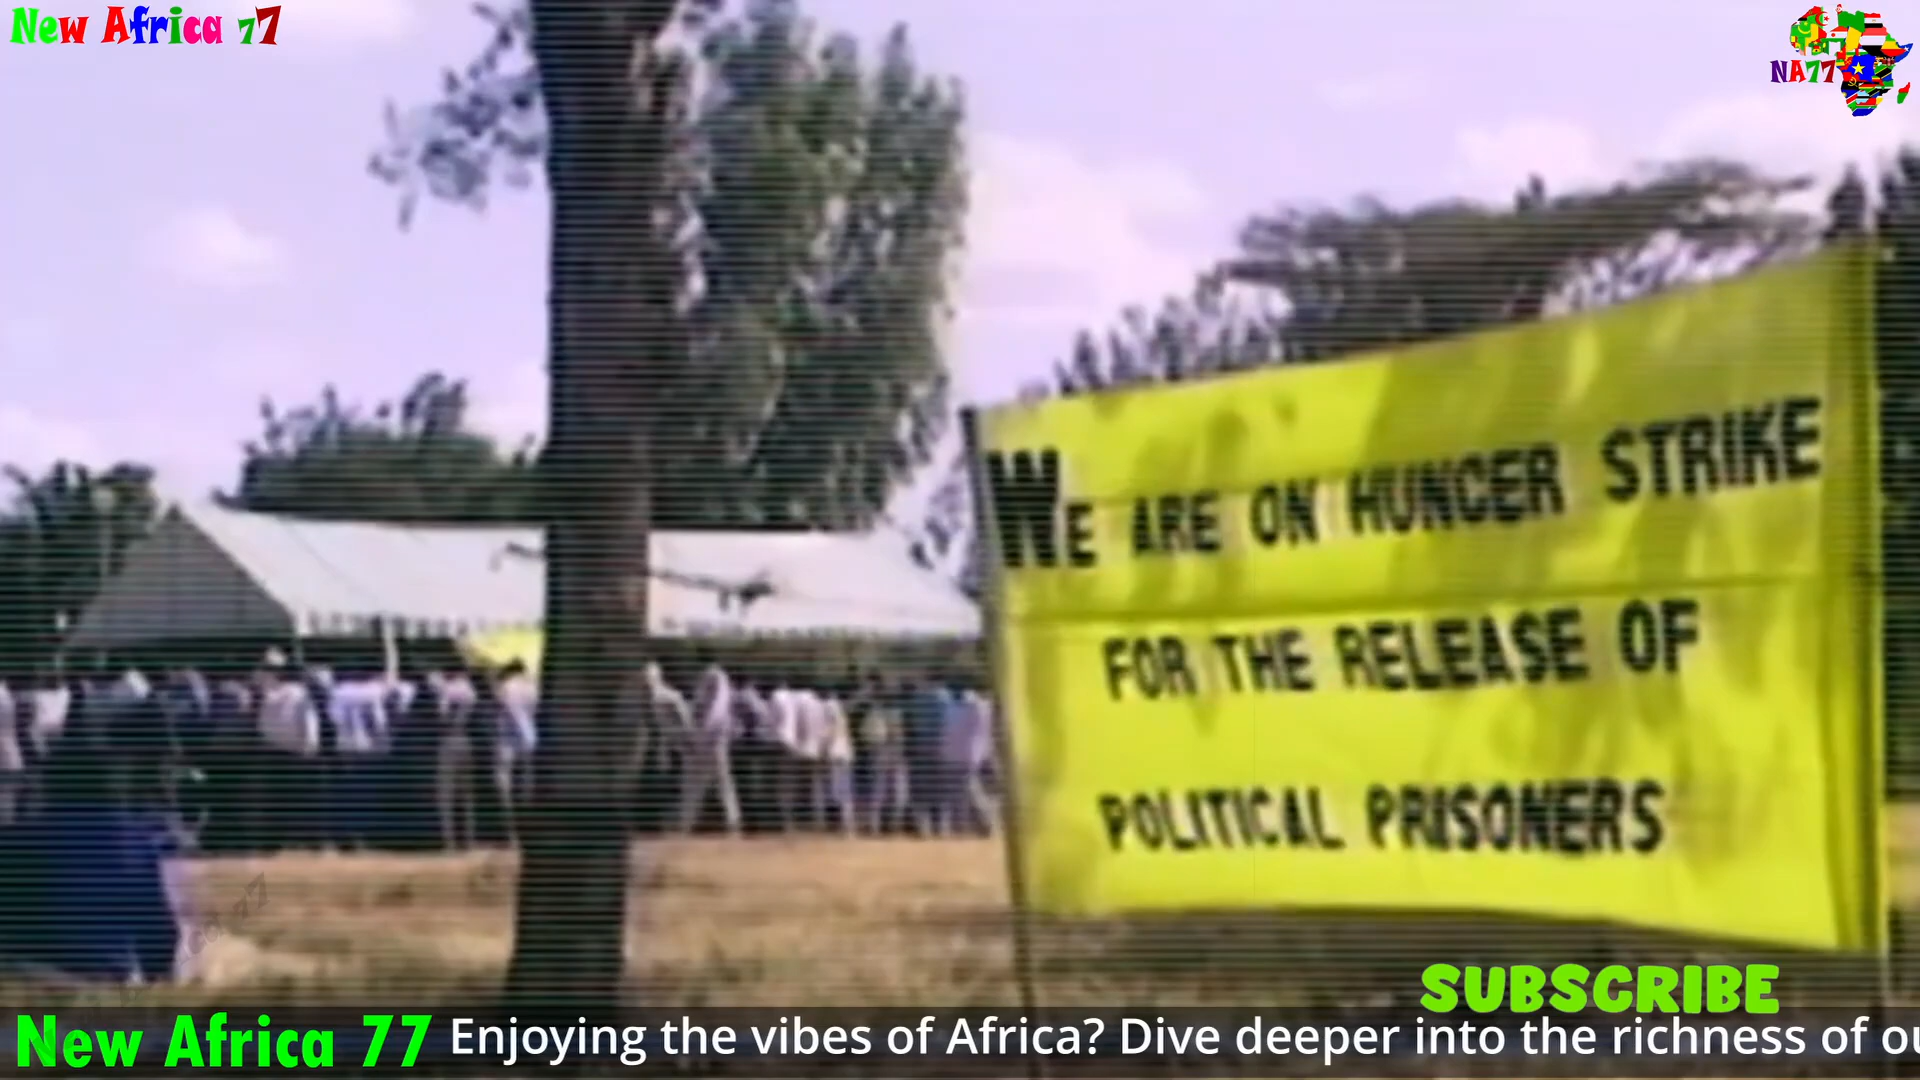 New Africa 77
NA77
WE ARE ON HUNGER STRIKE
FOR THE RELEASE OF
POLITICAL PRISONERS
SUBSCRIBE
New Africa 77 Enjoying the vibes of Africa? Dive deeper into the richness of